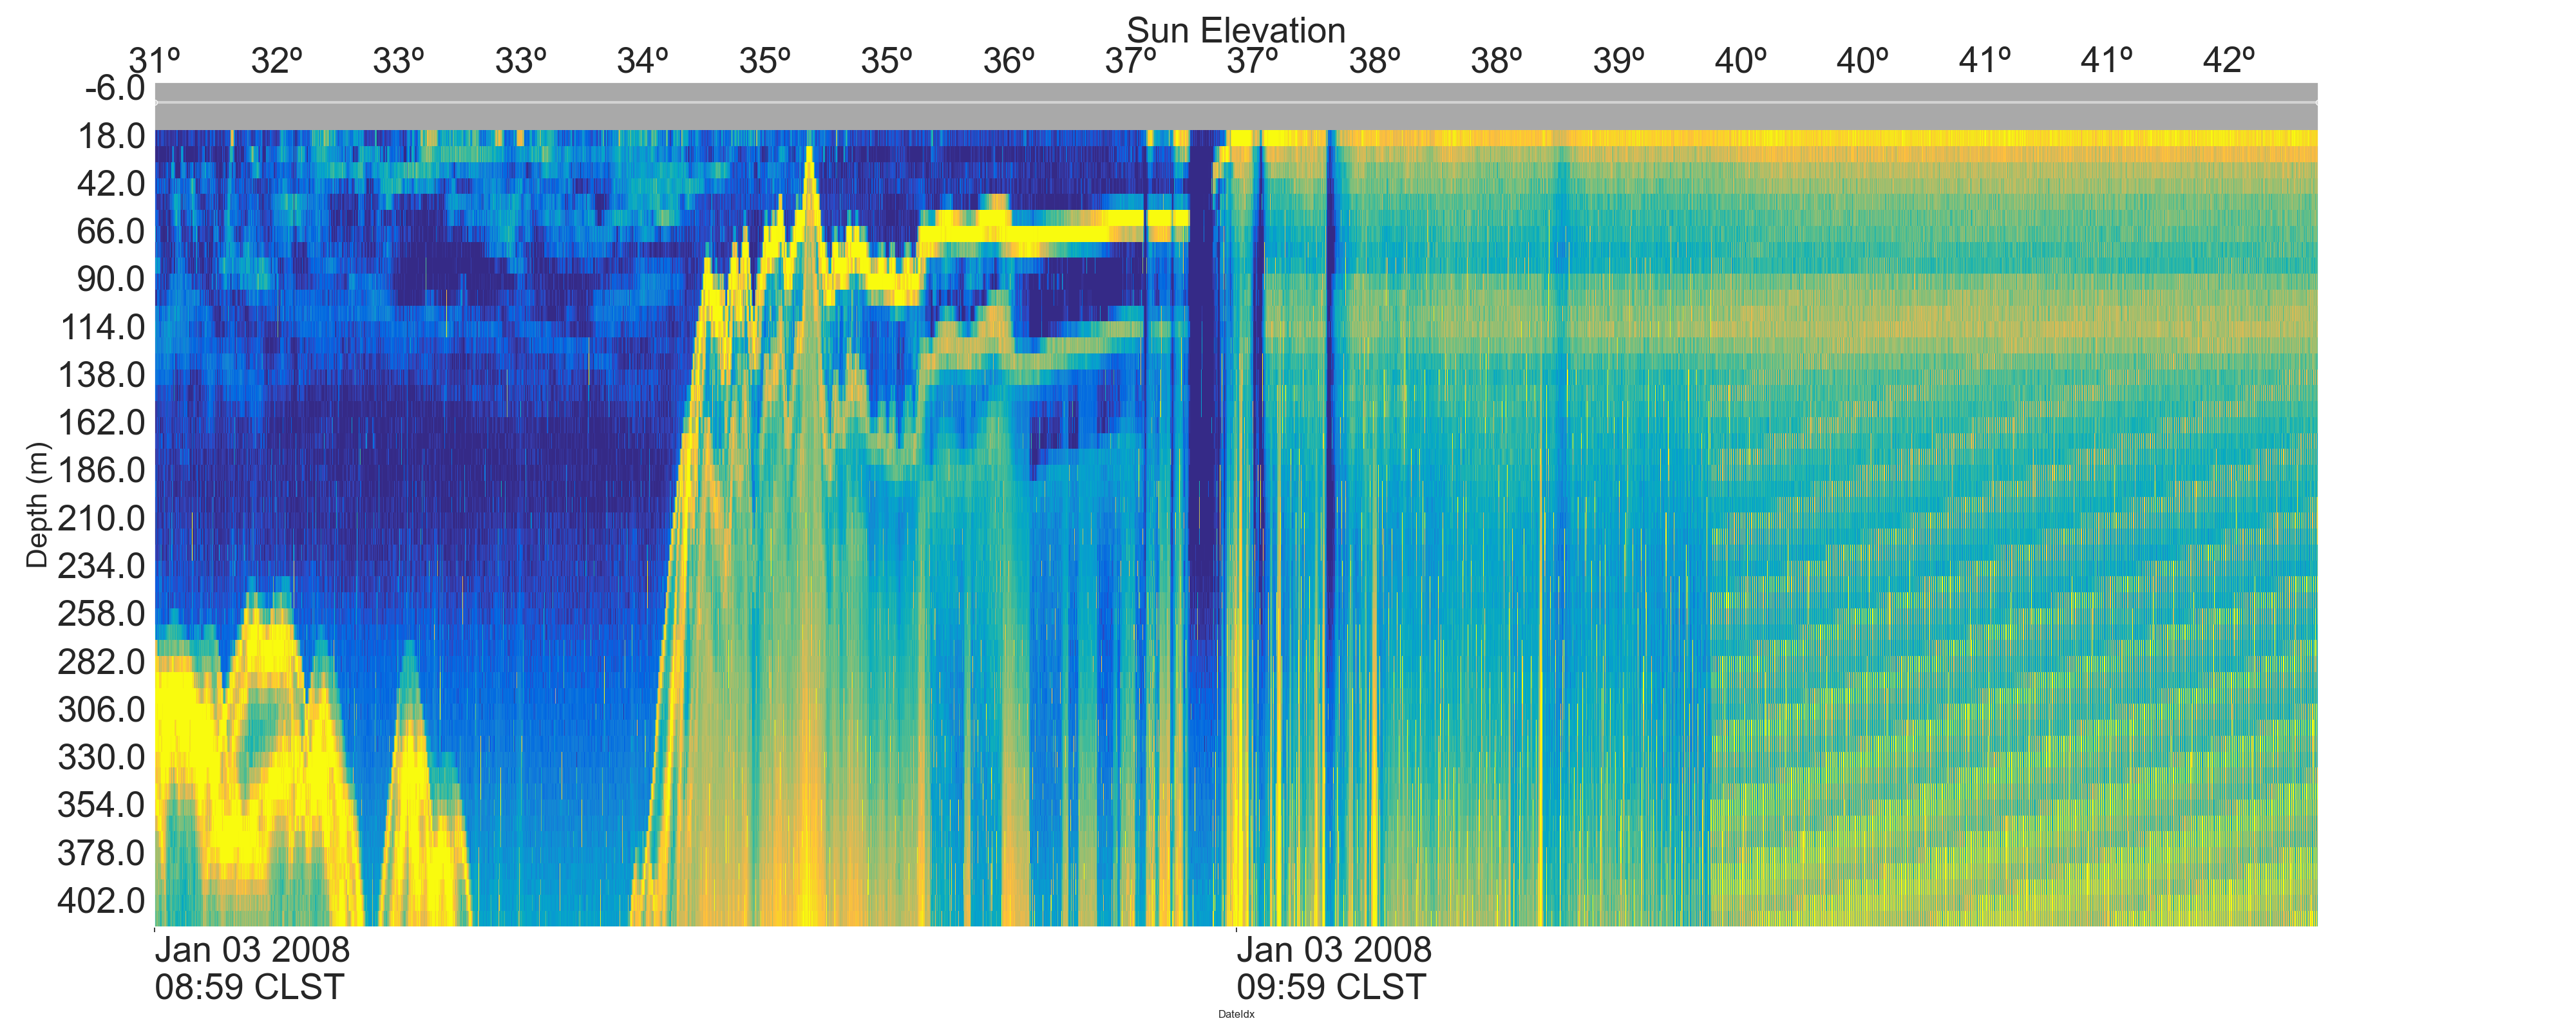 Sun Elevation
31º 32º 33º 33º 34º 35º 35º 36º 37º 37º 38º 38º 39º 40º 40º 41º 41º 42º
-6.0
18.0
42.0
66.0
90.0
114.0
138.0
162.0
186.0
210.0
234.0
258.0
282.0
306.0
330.0
354.0
378.0
402.0
Depth (m)
Jan 03 2008
08:59 CLST
Jan 03 2008
09:59 CLST
DateIdx